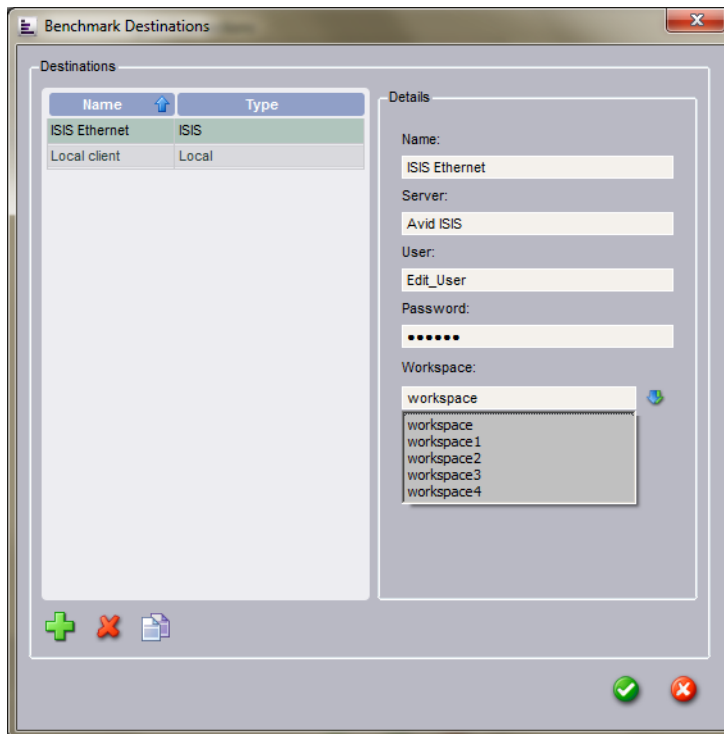 Benchmark Destinations
Destinations
Name Type
ISIS Ethernet ISIS
Local client Local
Details
Name:
ISIS Ethernet
Server:
Avid ISIS
User:
Edit_User
Password:
••••••
Workspace:
workspace
workspace
workspace1
workspace2
workspace3
workspace4